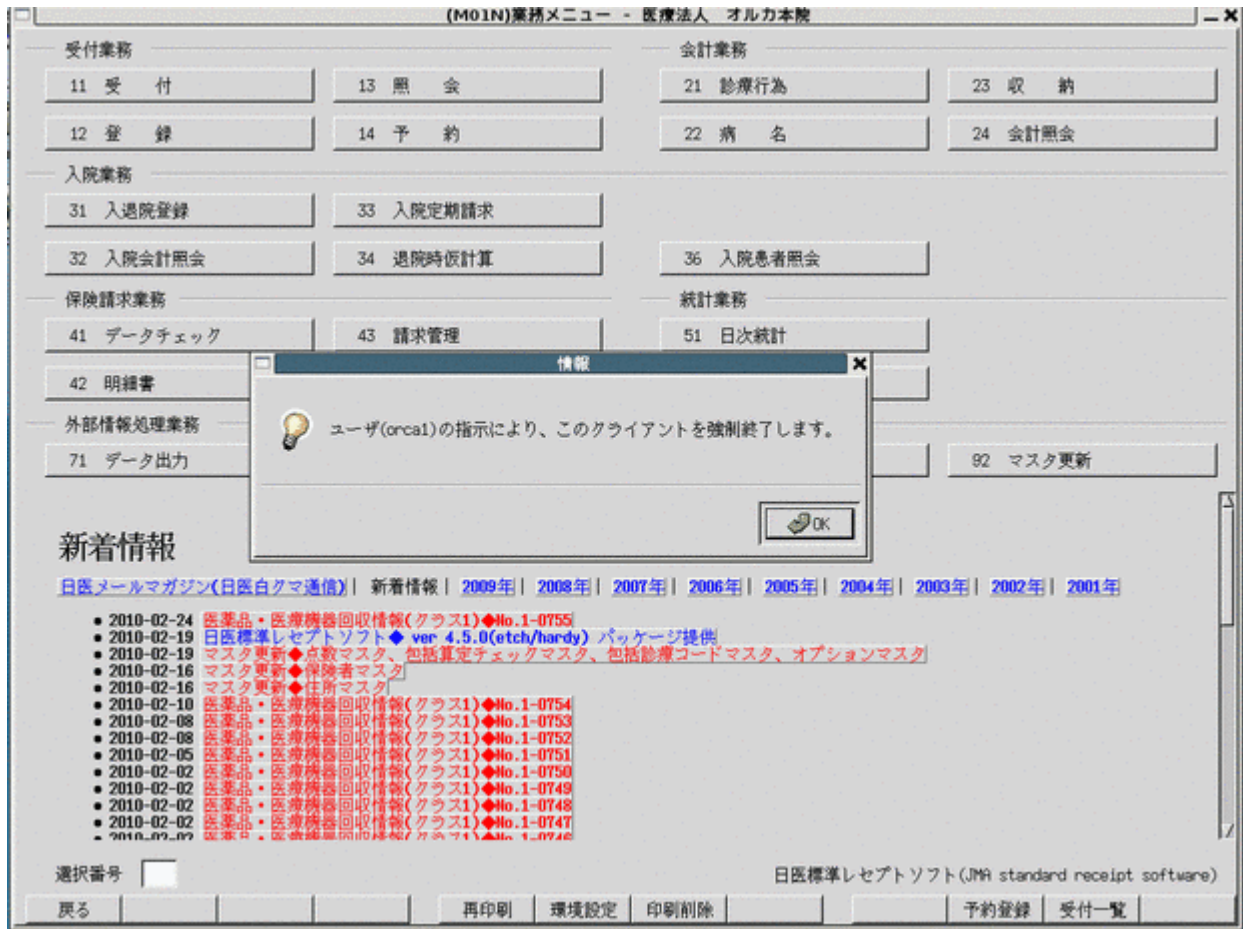 (M01N)業務メニュー - 医療法人 オルカ本院
受付業務 会計業務
11 受 付 13 照 会 21 診療行為 23 収 納
12 登 録 14 予 約 22 病 名 24 会計照会
入院業務
31 入退院登録 33 入院定期請求
32 入院会計照会 34 退院時仮計算 36 入院患者照会
保険請求業務 統計業務
41 データチェック 43 請求管理 51 日次統計
情報
42 明細書
外部情報処理業務
ユーザ(orca1)の指示により、このクライアントを強制終了します。
71 データ出力 92 マスタ更新
OK
新着情報
日医メールマガジン(日医白クマ通信)| 新着情報| 2009年| 2008年| 2007年| 2006年| 2005年| 2004年| 2003年| 2002年| 2001年
• 2010-02-24 医薬品・医療機器回収情報(クラス1)◆No.1-0755
• 2010-02-19 日医標準レセプトソフト◆ ver 4.5.0(etch/hardy) パッケージ提供
• 2010-02-19 マスタ更新◆点数マスタ、包括算定チェックマスタ、包括診療コードマスタ、オプションマスタ
• 2010-02-16 マスタ更新◆保険者マスタ
• 2010-02-16 マスタ更新◆住所マスタ
• 2010-02-10 医薬品・医療機器回収情報(クラス1)◆No.1-0754
• 2010-02-08 医薬品・医療機器回収情報(クラス1)◆No.1-0753
• 2010-02-08 医薬品・医療機器回収情報(クラス1)◆No.1-0752
• 2010-02-05 医薬品・医療機器回収情報(クラス1)◆No.1-0751
• 2010-02-02 医薬品・医療機器回収情報(クラス1)◆No.1-0750
• 2010-02-02 医薬品・医療機器回収情報(クラス1)◆No.1-0749
• 2010-02-02 医薬品・医療機器回収情報(クラス1)◆No.1-0748
• 2010-02-02 医薬品・医療機器回収情報(クラス1)◆No.1-0747
• 2010-02-02 医薬品・医療機器回収情報(クラス1)◆No.1-0746
選択番号 日医標準レセプトソフト(JMA standard receipt software)
戻る 再印刷 環境設定 印刷削除 予約登録 受付一覧